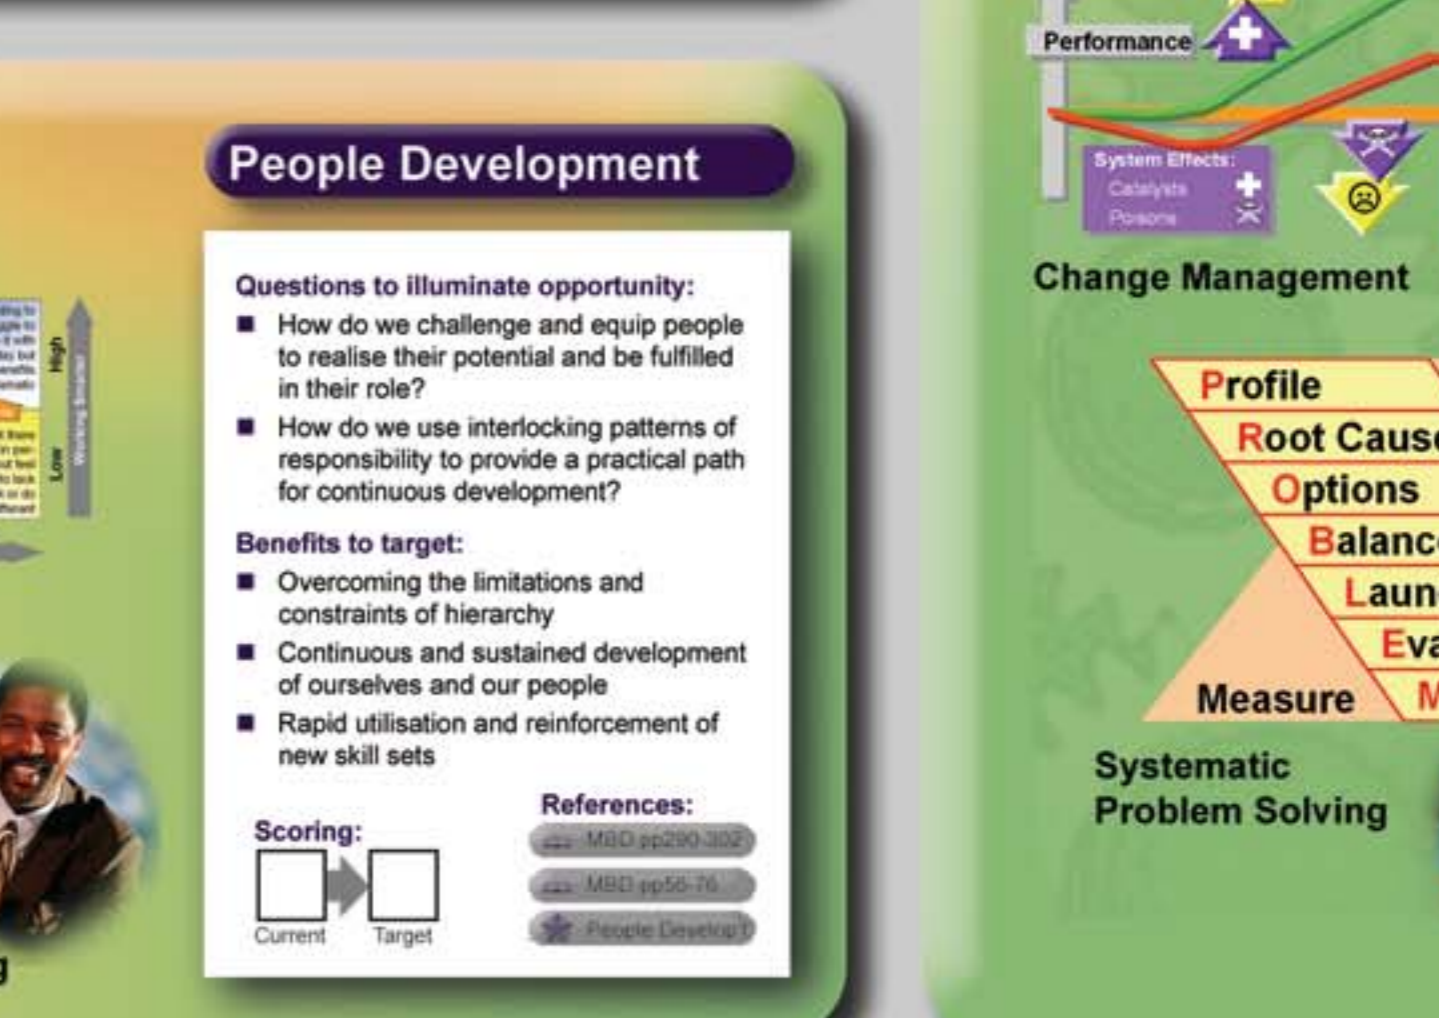 People Development
Questions to illuminate opportunity:
How do we challenge and equip people
to realise their potential and be fulfilled
in their role?
How do we use interlocking patterns of
responsibility to provide a practical path
for continuous development?
Benefits to target:
Overcoming the limitations and
constraints of hierarchy
Continuous and sustained development
of ourselves and our people
Rapid utilisation and reinforcement of
new skill sets
Scoring:
Current
Target
References:
MBD pp290-302
MBD pp56-76
People Develop't
High
Low
Working Smarter
Performance
System Effects:
Catalysts
Poisons
Change Management
Profile
Root Cause
Options
Balance
Laun
Eva
M
Measure
Systematic
Problem Solving